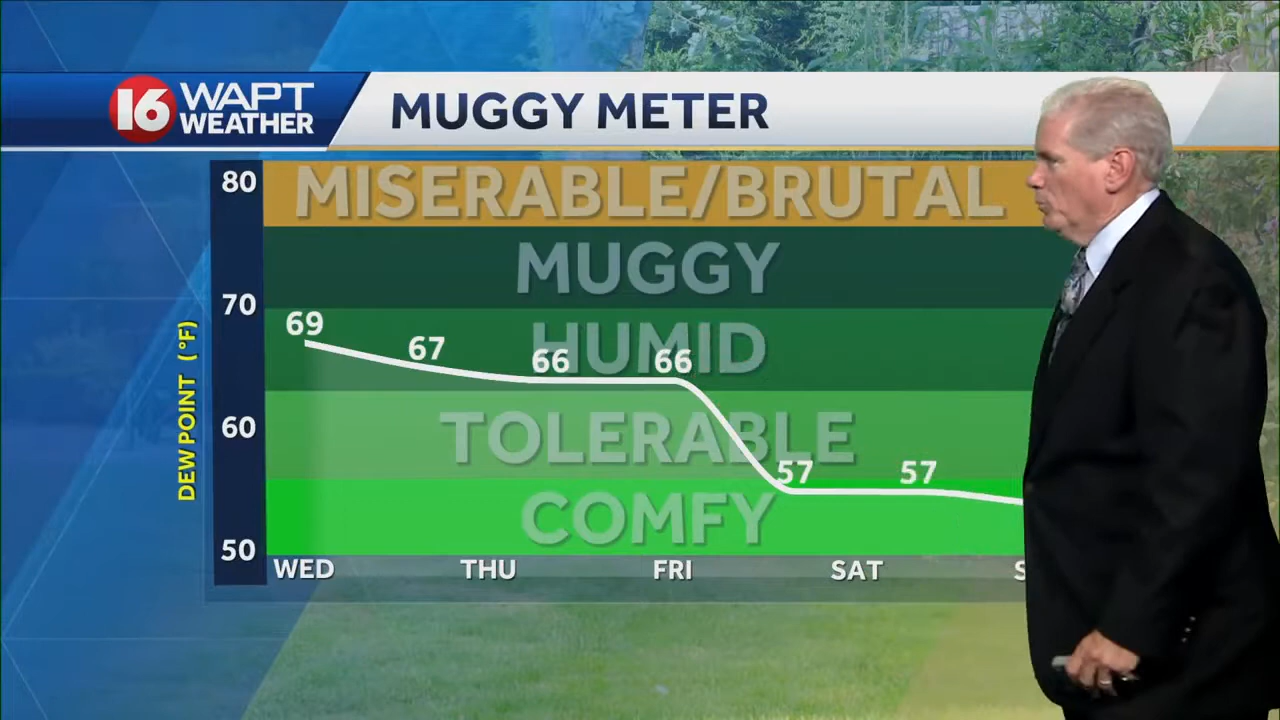 16 WAPT
WEATHER
MUGGY METER
80
MISERABLE/BRUTAL
MUGGY
70
69
HUMID
67
66
66
DEW POINT (°F)
60
TOLERABLE
57
57
COMFY
50
WED
THU
FRI
SAT
S